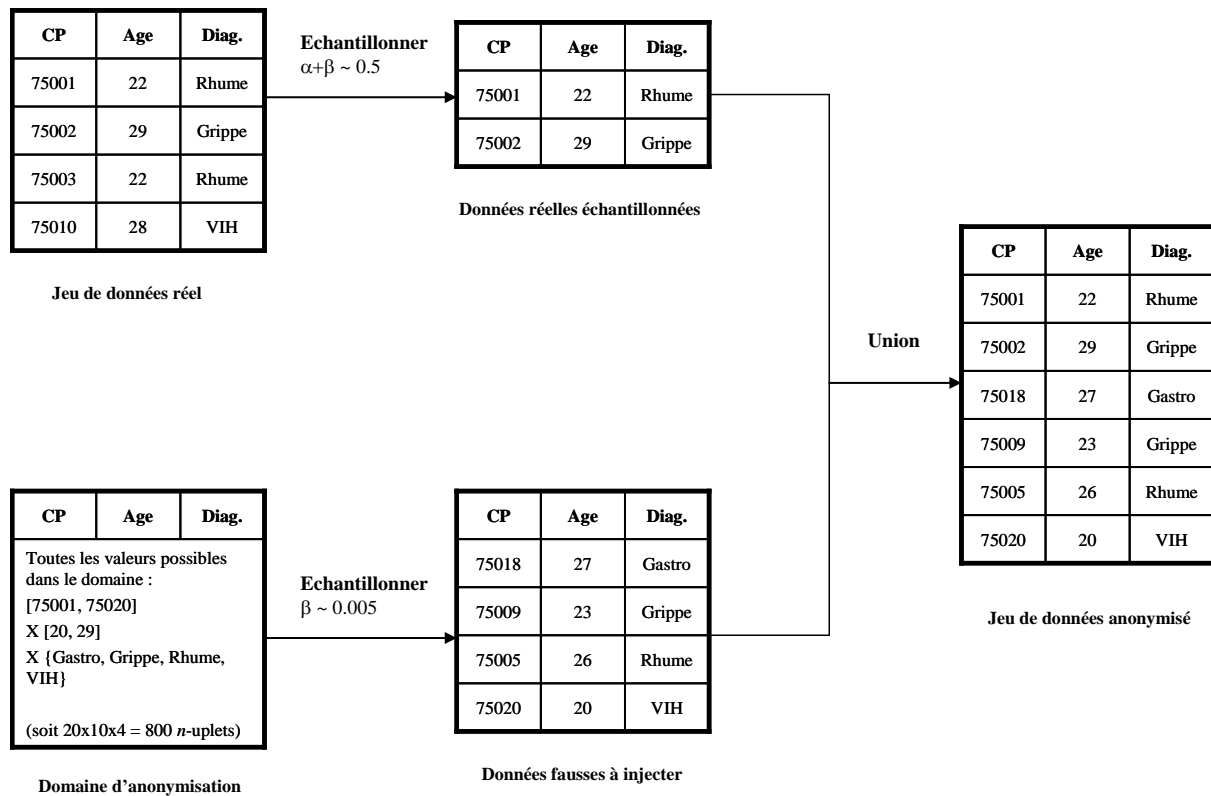 CP Age Diag.
75001 22 Rhume
75002 29 Grippe
75003 22 Rhume
75010 28 VIH
Jeu de données réel
Echantillonner
α+β ~ 0.5
CP Age Diag.
75001 22 Rhume
75002 29 Grippe
Données réelles échantillonnées
CP Age Diag.
Toutes les valeurs possibles
dans le domaine :
[75001, 75020]
X [20, 29]
X {Gastro, Grippe, Rhume,
VIH}
(soit 20x10x4 = 800 n-uplets)
Domaine d'anonymisation
Echantillonner
β ~ 0.005
CP Age Diag.
75018 27 Gastro
75009 23 Grippe
75005 26 Rhume
75020 20 VIH
Données fausses à injecter
Union
CP Age Diag.
75001 22 Rhume
75002 29 Grippe
75018 27 Gastro
75009 23 Grippe
75005 26 Rhume
75020 20 VIH
Jeu de données anonymisé